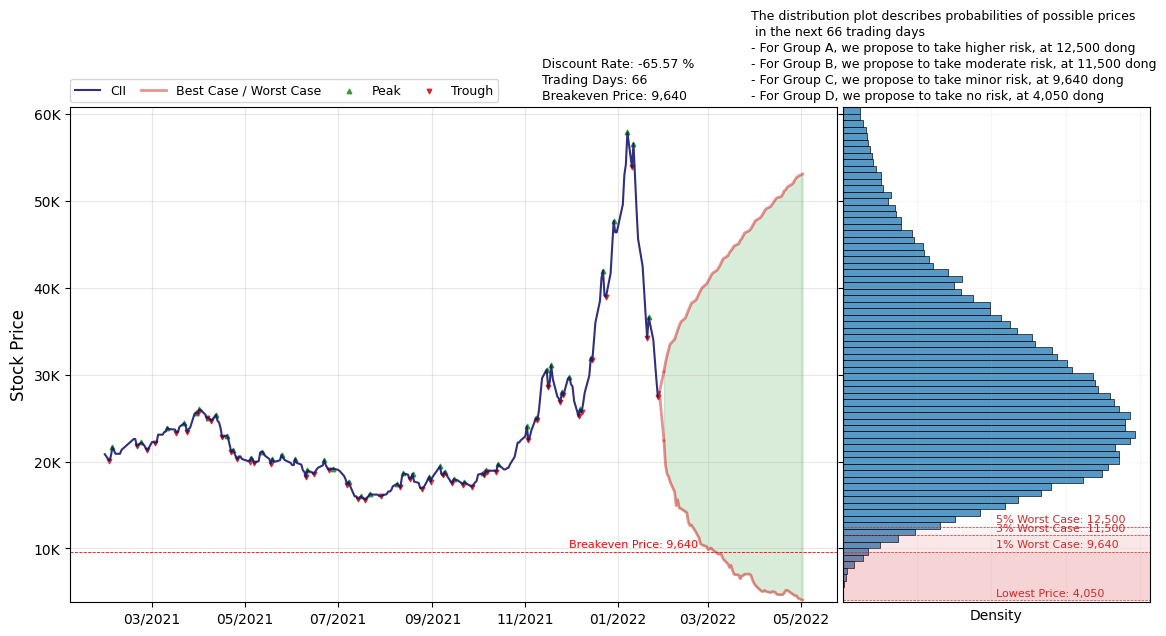 The distribution plot describes probabilities of possible prices
in the next 66 trading days
- For Group A, we propose to take higher risk, at 12,500 dong
- For Group B, we propose to take moderate risk, at 11,500 dong
- For Group C, we propose to take minor risk, at 9,640 dong
- For Group D, we propose to take no risk, at 4,050 dong
Discount Rate: -65.57 %
Trading Days: 66
Breakeven Price: 9,640
CII
Best Case / Worst Case
Peak
Trough
Stock Price
60K
50K
40K
30K
20K
10K
Breakeven Price: 9,640
5% Worst Case: 12,500
3% Worst Case: 11,500
1% Worst Case: 9,640
Lowest Price: 4,050
03/2021
05/2021
07/2021
09/2021
11/2021
01/2022
03/2022
05/2022
Density